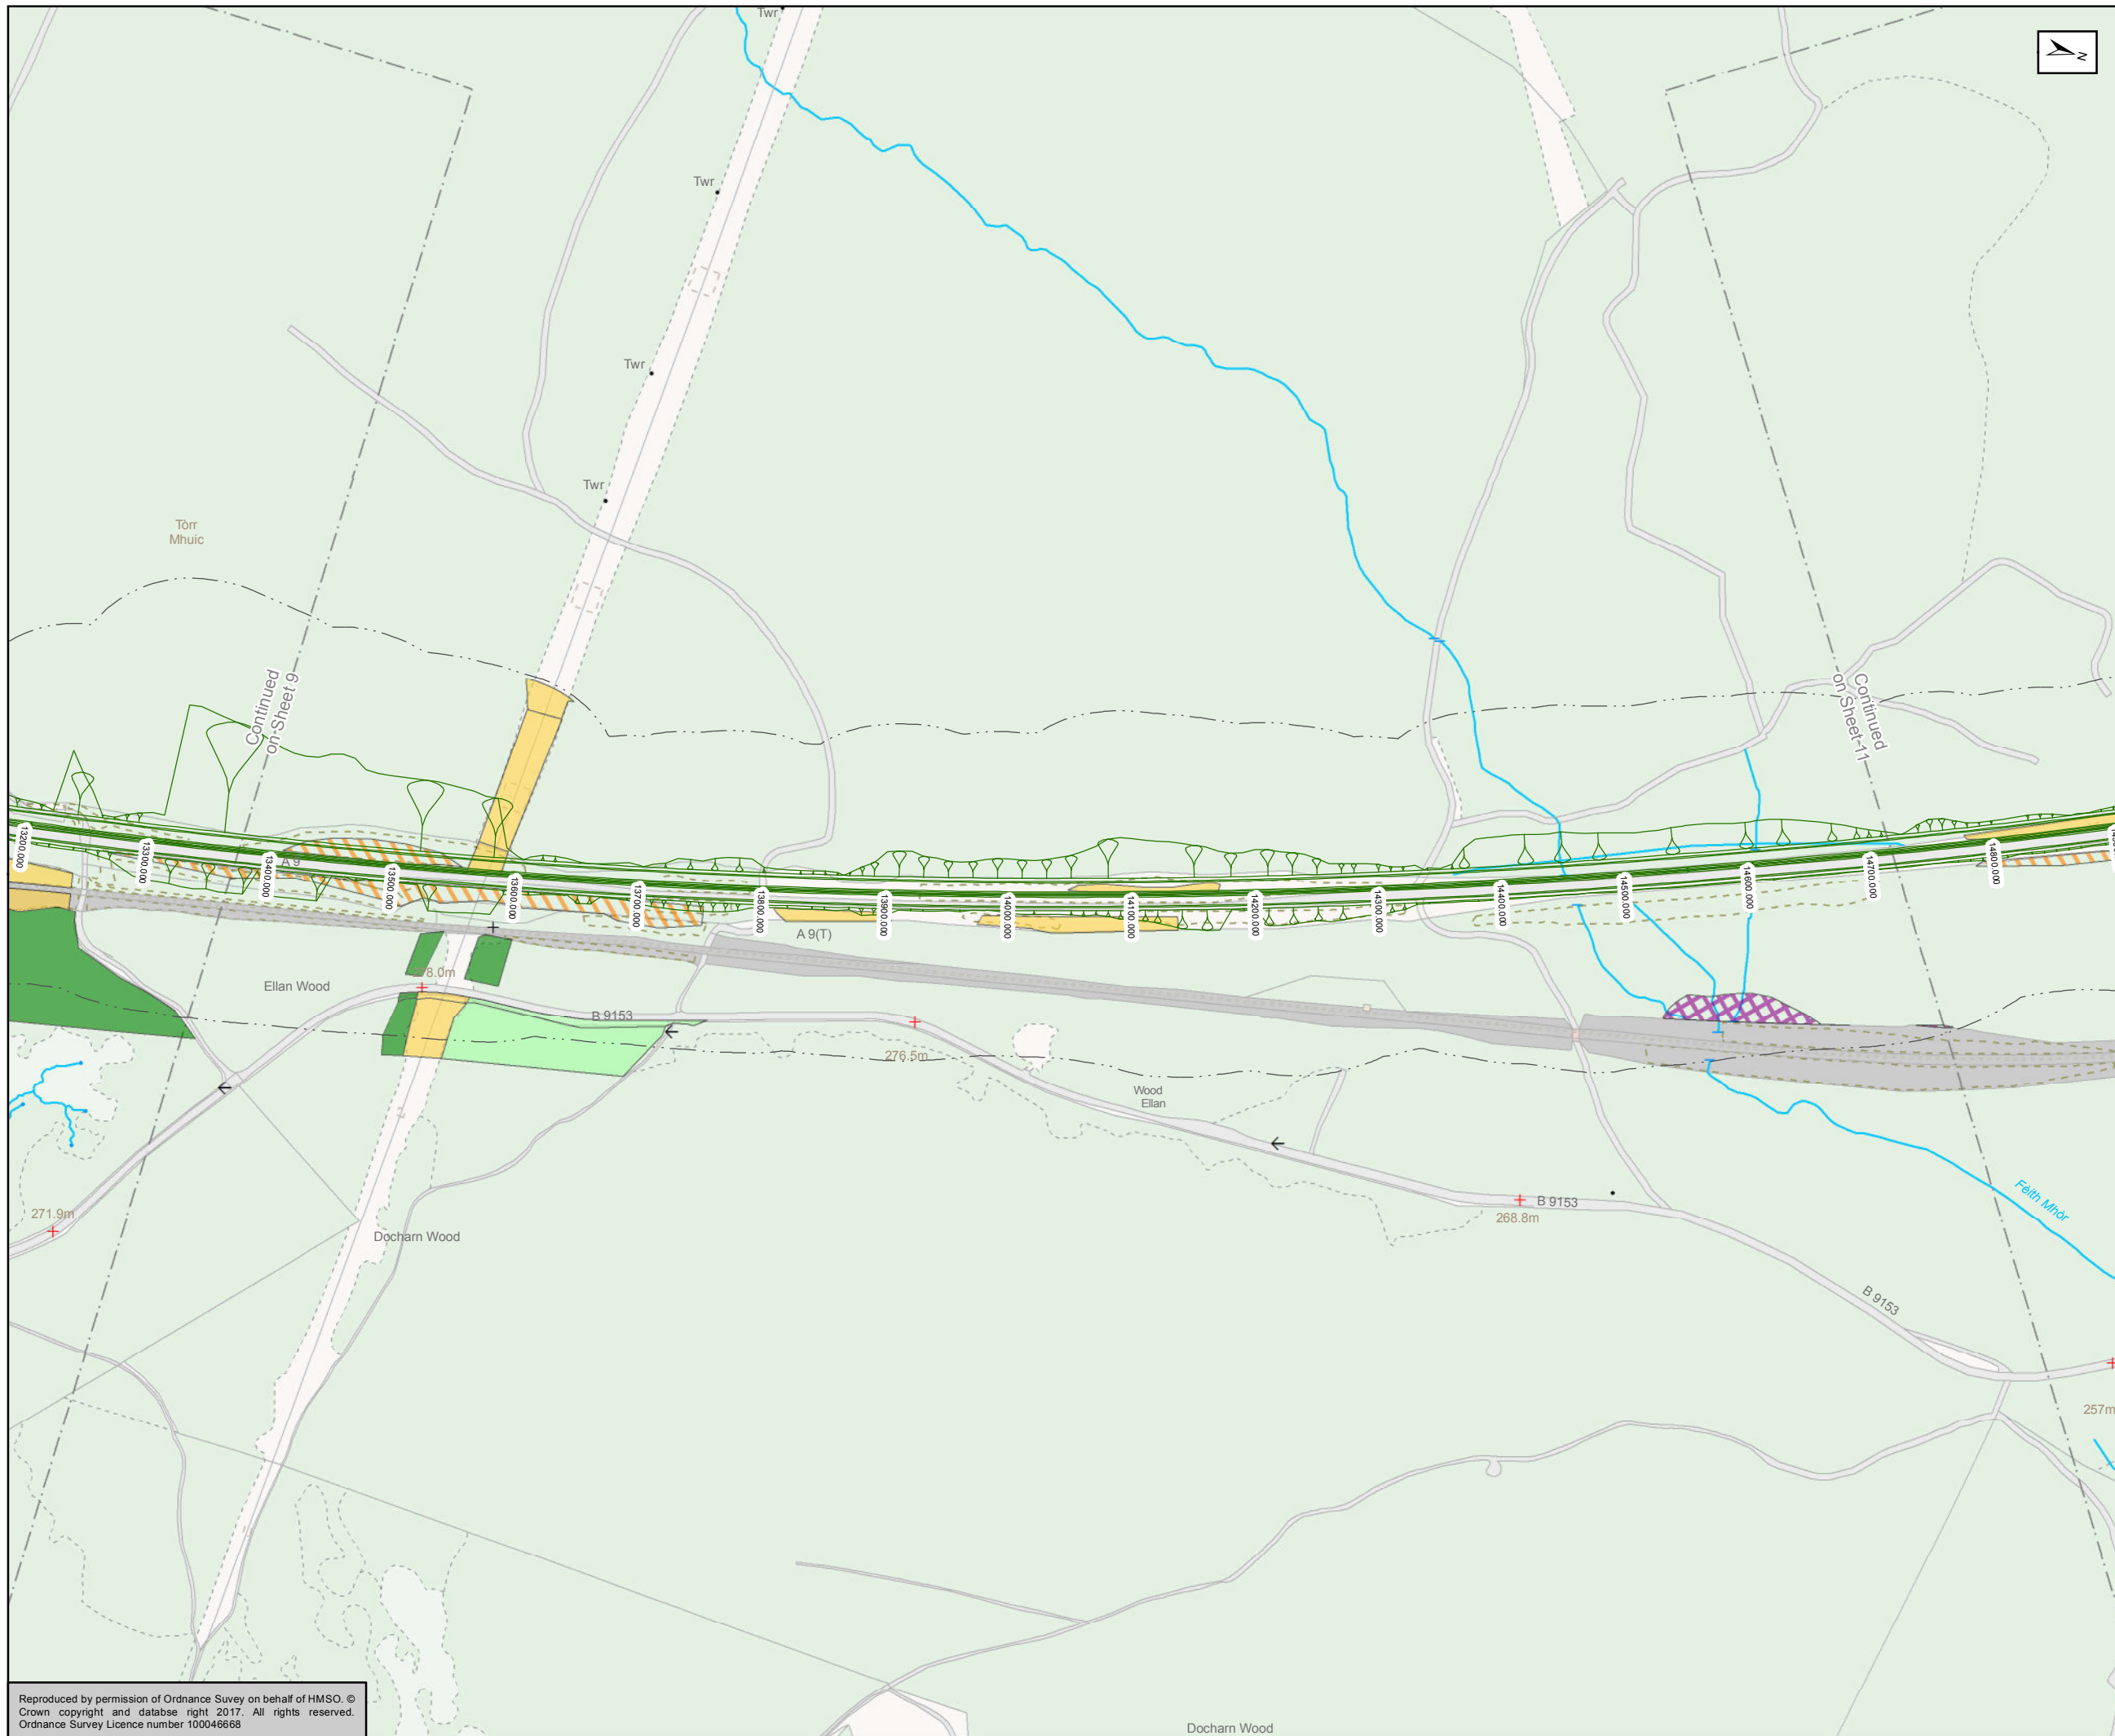 Twr
N
Twr
Twr
Twr
Tòrr
Mhuic
Continued
on Sheet 9
Continued
on Sheet 11
A 9
13200.000
13300.000
13400.0000
13500.000
13600.000
13700.000
13800.000
13900.000
14000.000
14100.000
14200.000
14300.000
14400.000
14500.000
14600.000
14700.000
14800.000
A 9(T)
Ellan Wood
B 9153
276.5m
Wood
Ellan
271.9m
Docharn Wood
B 9153
268.8m
Fèith Mhòr
B 9153
257m
Docharn Wood
Reproduced by permission of Ordnance Suvey on behalf of HMSO. ©
Crown copyright and databse right 2017. All rights reserved.
Ordnance Survey Licence number 100046668